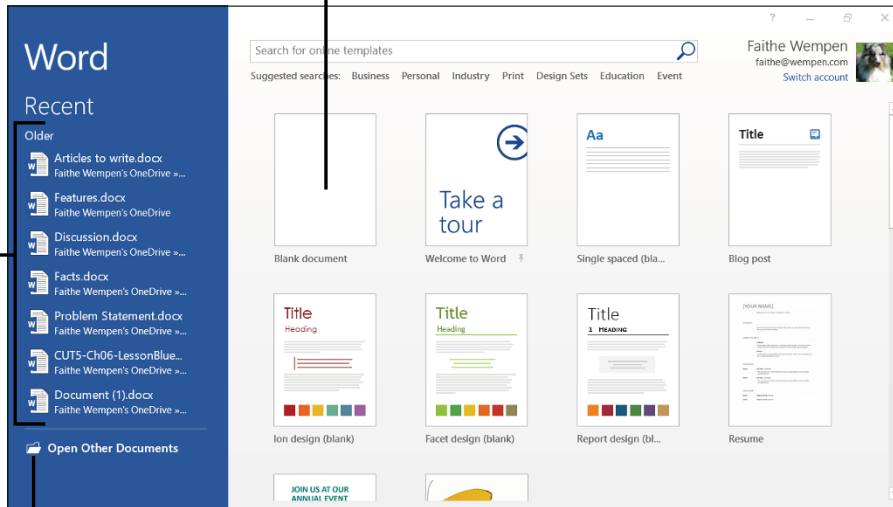 Word
Recent
Older
Articles to write.docx
Faithe Wempen's OneDrive »...
Features.docx
Faithe Wempen's OneDrive
Discussion.docx
Faithe Wempen's OneDrive »...
Facts.docx
Faithe Wempen's OneDrive »...
Problem Statement.docx
Faithe Wempen's OneDrive »...
CUT5-Ch06-LessonBlue...
Faithe Wempen's OneDrive »...
Document (1).docx
Faithe Wempen's OneDrive »...
Open Other Documents
?
Search for online templates
Suggested searches: Business Personal Industry Print Design Sets Education Event
Faithe Wempen
faithe@wempen.com
Switch account
Blank document
Take a
tour
Welcome to Word
Aa
Single spaced (bla...
Title
Blog post
Title
Heading
Ion design (blank)
Title
Heading
Facet design (blank)
Title
1 HEADING
Report design (bl...
[YOUR NAME]
Resume
JOIN US AT OUR
ANNUAL EVENT